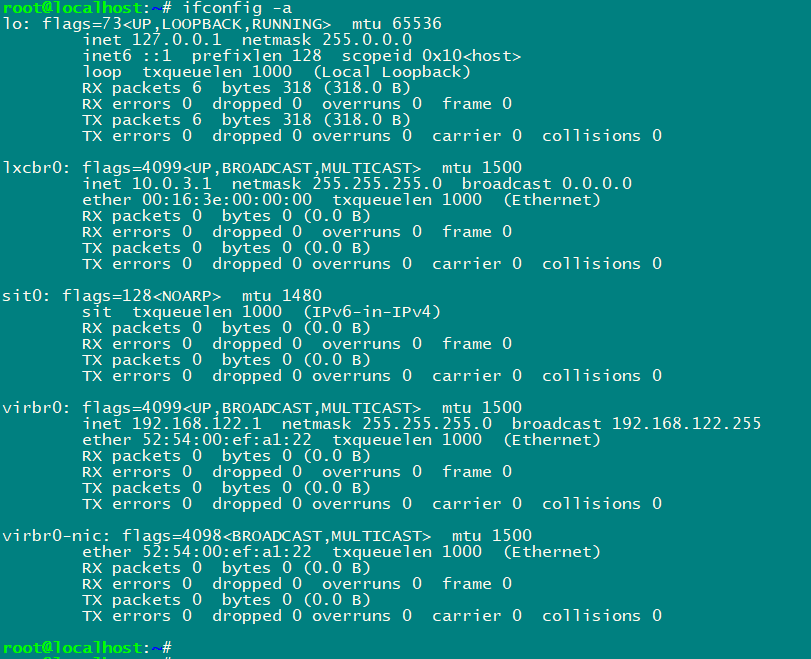 root@localhost:~# ifconfig -a
lo: flags=73<UP,LOOPBACK,RUNNING>  mtu 65536
        inet 127.0.0.1  netmask 255.0.0.0
        inet6 ::1  prefixlen 128  scopeid 0x10<host>
        loop  txqueuelen 1000  (Local Loopback)
        RX packets 6  bytes 318 (318.0 B)
        RX errors 0  dropped 0  overruns 0  frame 0
        TX packets 6  bytes 318 (318.0 B)
        TX errors 0  dropped 0 overruns 0  carrier 0  collisions 0

lxcbr0: flags=4099<UP,BROADCAST,MULTICAST>  mtu 1500
        inet 10.0.3.1  netmask 255.255.255.0  broadcast 0.0.0.0
        ether 00:16:3e:00:00:00  txqueuelen 1000  (Ethernet)
        RX packets 0  bytes 0 (0.0 B)
        RX errors 0  dropped 0  overruns 0  frame 0
        TX packets 0  bytes 0 (0.0 B)
        TX errors 0  dropped 0 overruns 0  carrier 0  collisions 0

sit0: flags=128<NOARP>  mtu 1480
        sit  txqueuelen 1000  (IPv6-in-IPv4)
        RX packets 0  bytes 0 (0.0 B)
        RX errors 0  dropped 0  overruns 0  frame 0
        TX packets 0  bytes 0 (0.0 B)
        TX errors 0  dropped 0 overruns 0  carrier 0  collisions 0

virbr0: flags=4099<UP,BROADCAST,MULTICAST>  mtu 1500
        inet 192.168.122.1  netmask 255.255.255.0  broadcast 192.168.122.255
        ether 52:54:00:ef:a1:22  txqueuelen 1000  (Ethernet)
        RX packets 0  bytes 0 (0.0 B)
        RX errors 0  dropped 0  overruns 0  frame 0
        TX packets 0  bytes 0 (0.0 B)
        TX errors 0  dropped 0 overruns 0  carrier 0  collisions 0

virbr0-nic: flags=4098<BROADCAST,MULTICAST>  mtu 1500
        ether 52:54:00:ef:a1:22  txqueuelen 1000  (Ethernet)
        RX packets 0  bytes 0 (0.0 B)
        RX errors 0  dropped 0  overruns 0  frame 0
        TX packets 0  bytes 0 (0.0 B)
        TX errors 0  dropped 0 overruns 0  carrier 0  collisions 0

root@localhost:~#